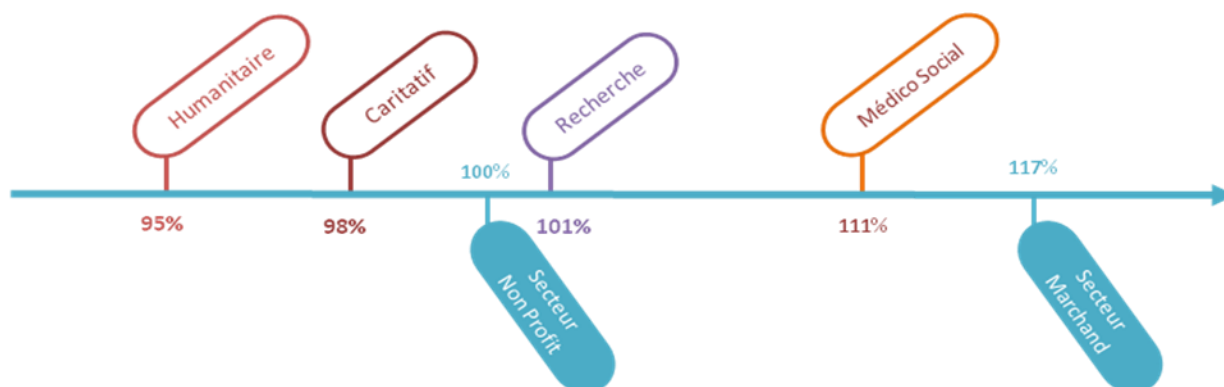 Humanitaire
Caritatif
Recherche
Médico Social
100%
117%
95%
98%
101%
111%
Secteur
Non Profit
Secteur
Marchand